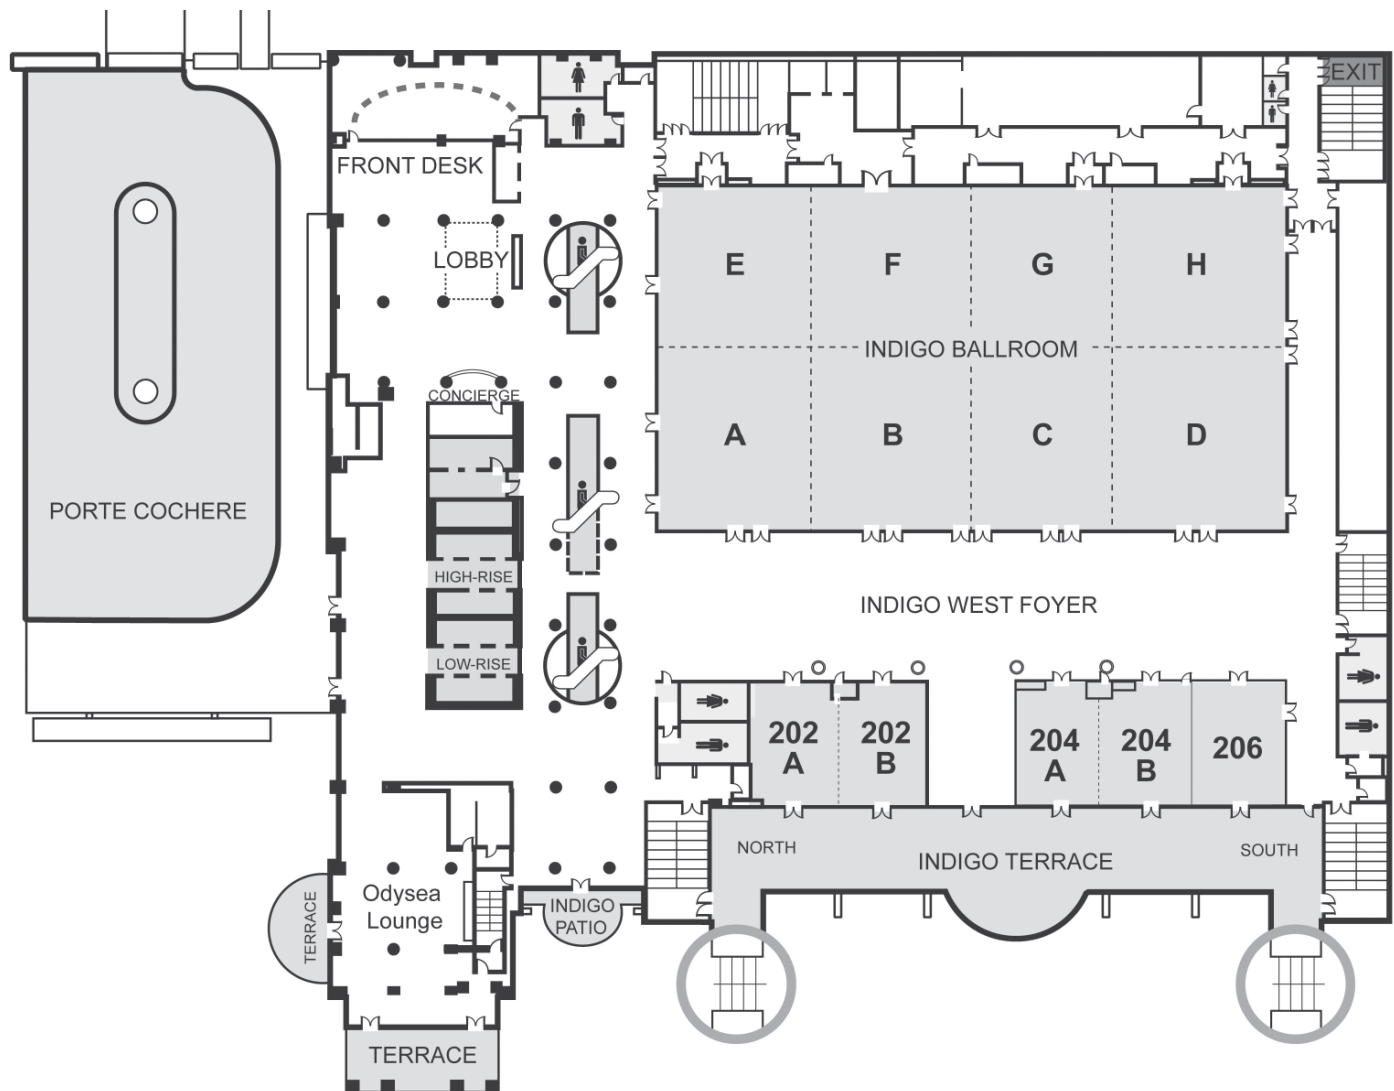 EXIT
FRONT DESK
LOBBY
E
F
G
H
INDIGO BALLROOM
CONCIERGE
A
B
C
D
PORTE COCHERE
HIGH-RISE
INDIGO WEST FOYER
LOW-RISE
202
A
202
B
204
A
204
B
206
NORTH
INDIGO TERRACE
SOUTH
Odysea
Lounge
TERRACE
INDIGO
PATIO
TERRACE